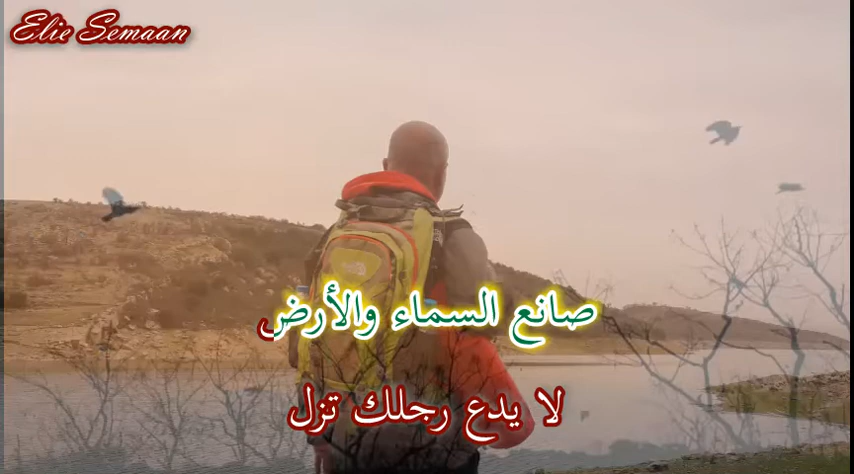 Elie Semaan
صانع السماء والأرض
لا يدع رجلك تزل